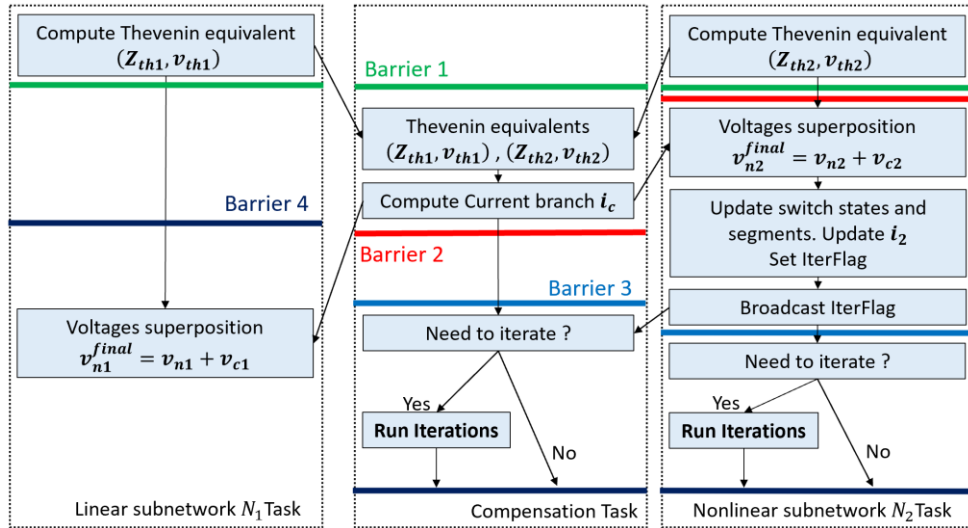 Compute Thevenin equivalent
(Z_th1, v_th1)
Barrier 4
Voltages superposition
v_n1^final = v_n1 + v_c1
Linear subnetwork N_1 Task
Barrier 1
Thevenin equivalents
(Z_th1, v_th1) , (Z_th2, v_th2)
Compute Current branch i_c
Barrier 2
Barrier 3
Need to iterate ?
Yes
Run Iterations
No
Compensation Task
Compute Thevenin equivalent
(Z_th2, v_th2)
Voltages superposition
v_n2^final = v_n2 + v_c2
Update switch states and
segments. Update i_2
Set IterFlag
Broadcast IterFlag
Need to iterate ?
Yes
Run Iterations
No
Nonlinear subnetwork N_2 Task